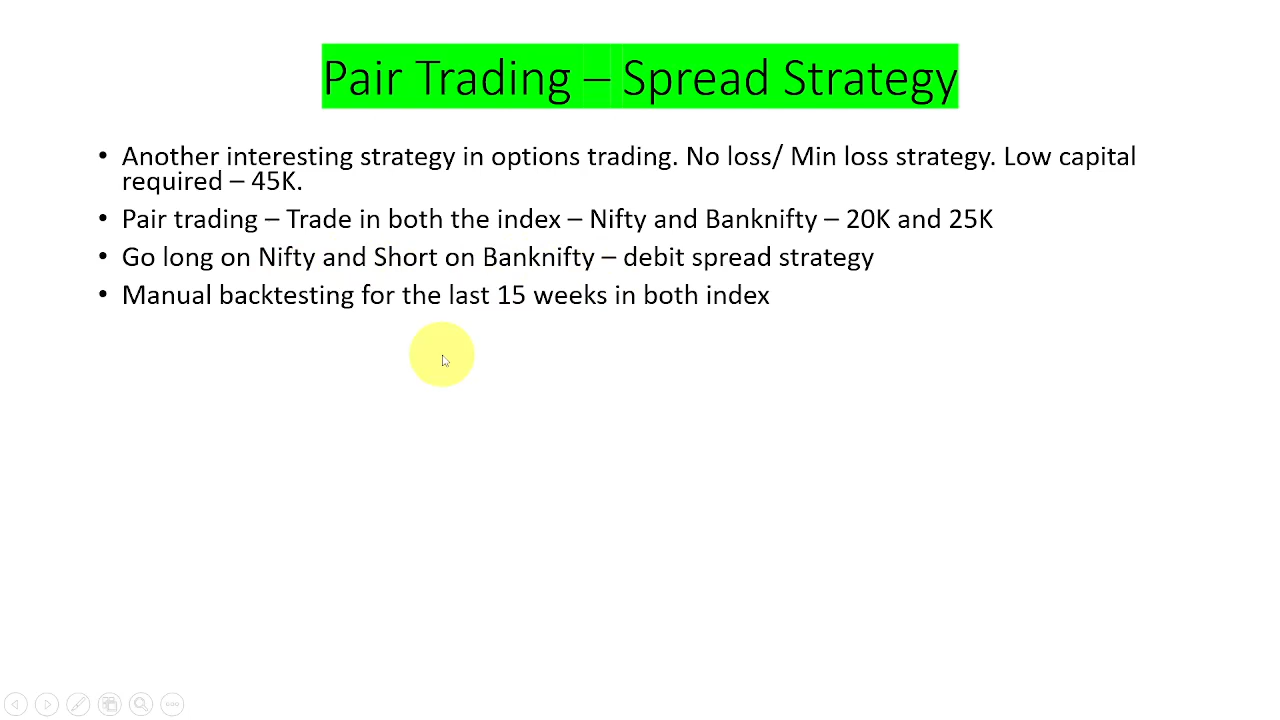 Pair Trading – Spread Strategy
• Another interesting strategy in options trading. No loss/ Min loss strategy. Low capital
required – 45K.
• Pair trading – Trade in both the index – Nifty and Banknifty – 20K and 25K
• Go long on Nifty and Short on Banknifty – debit spread strategy
• Manual backtesting for the last 15 weeks in both index